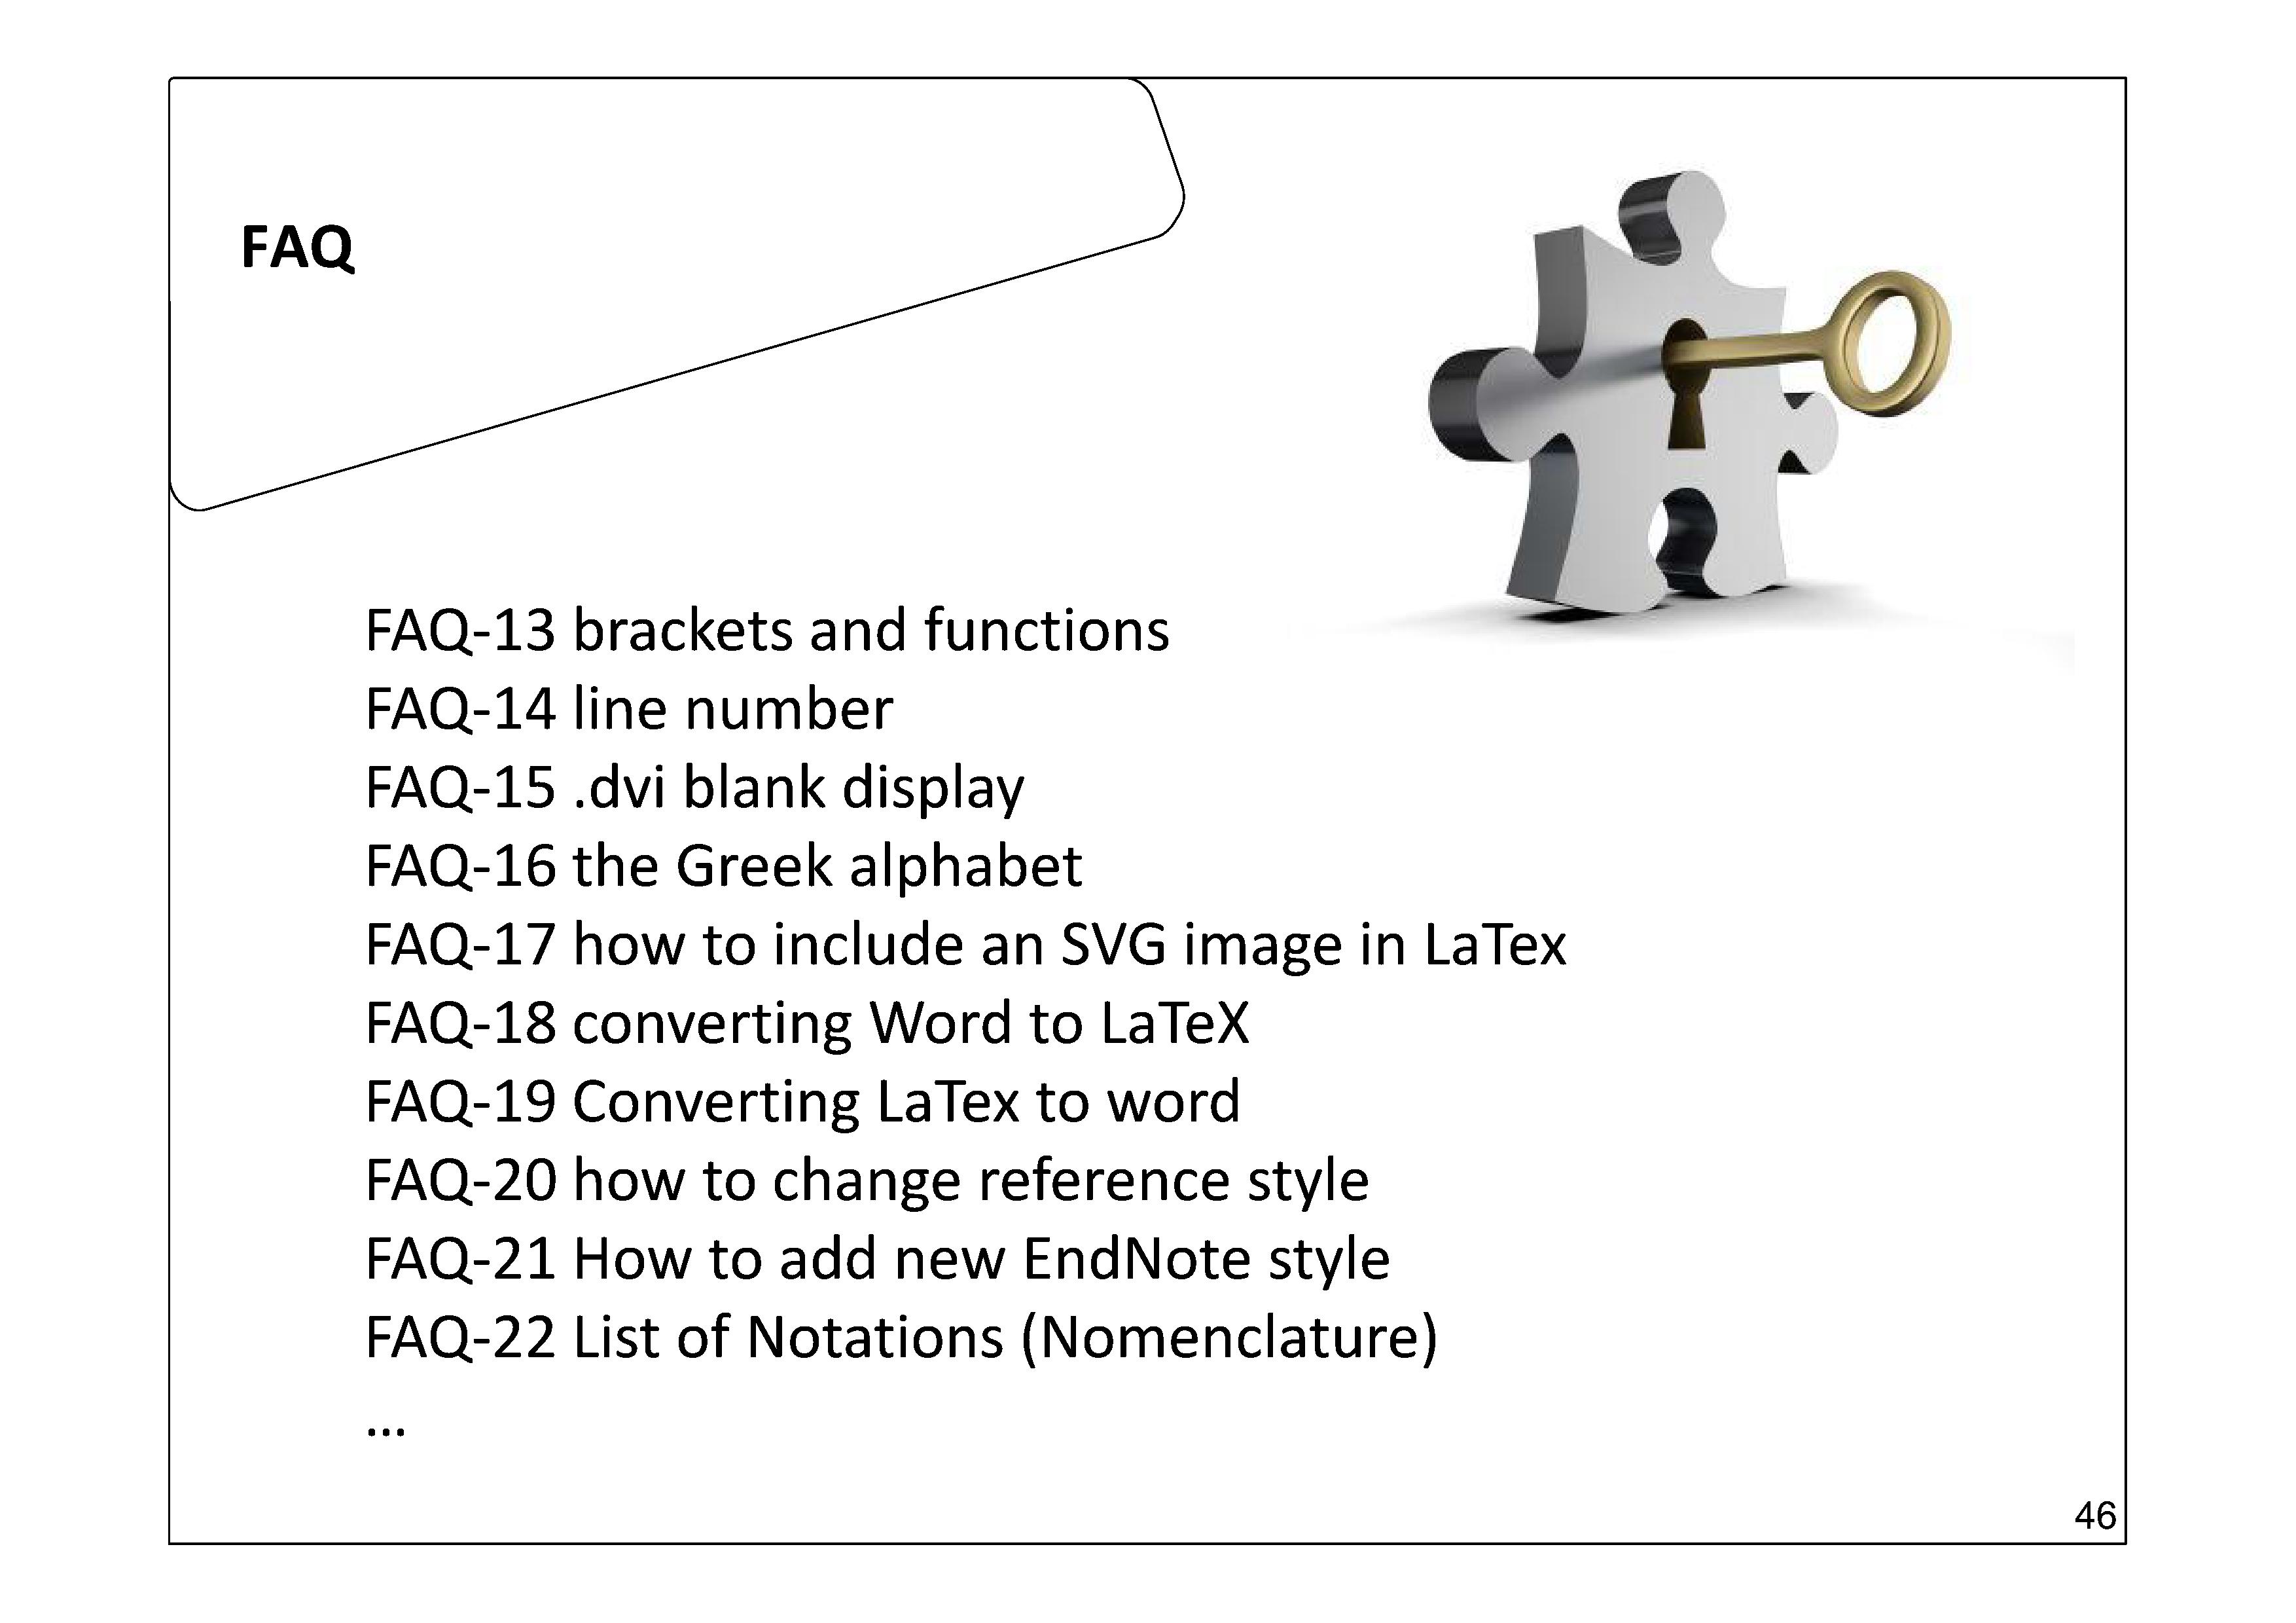 FAQ
FAQ-13 brackets and functions
FAQ-14 line number
FAQ-15 .dvi blank display
FAQ-16 the Greek alphabet
FAQ-17 how to include an SVG image in LaTex
FAQ-18 converting Word to LaTeX
FAQ-19 Converting LaTex to word
FAQ-20 how to change reference style
FAQ-21 How to add new EndNote style
FAQ-22 List of Notations (Nomenclature)
...
46